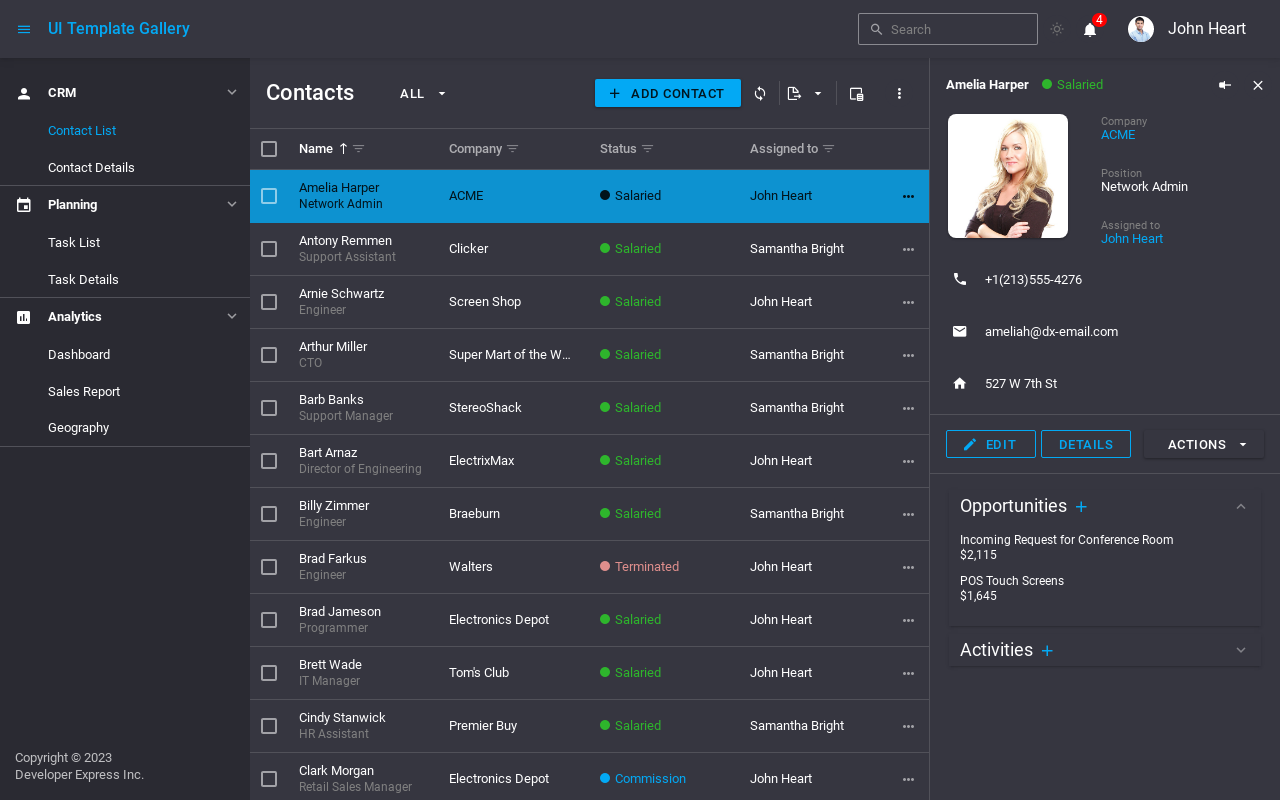 UI Template Gallery
Search
4
John Heart
CRM
Contact List
Contact Details
Planning
Task List
Task Details
Analytics
Dashboard
Sales Report
Geography
Copyright © 2023
Developer Express Inc.
Contacts
ALL
ADD CONTACT
Name Company Status Assigned to
Amelia Harper
Network Admin
ACME Salaried John Heart
Antony Remmen
Support Assistant
Clicker Salaried Samantha Bright
Arnie Schwartz
Engineer
Screen Shop Salaried John Heart
Arthur Miller
CTO
Super Mart of the W... Salaried Samantha Bright
Barb Banks
Support Manager
StereoShack Salaried Samantha Bright
Bart Arnaz
Director of Engineering
ElectrixMax Salaried John Heart
Billy Zimmer
Engineer
Braeburn Salaried Samantha Bright
Brad Farkus
Engineer
Walters Terminated John Heart
Brad Jameson
Programmer
Electronics Depot Salaried John Heart
Brett Wade
IT Manager
Tom's Club Salaried John Heart
Cindy Stanwick
HR Assistant
Premier Buy Salaried Samantha Bright
Clark Morgan
Retail Sales Manager
Electronics Depot Commission John Heart
Amelia Harper Salaried
Company
ACME
Position
Network Admin
Assigned to
John Heart
+1(213)555-4276
ameliah@dx-email.com
527 W 7th St
EDIT DETAILS ACTIONS
Opportunities
Incoming Request for Conference Room
$2,115
POS Touch Screens
$1,645
Activities